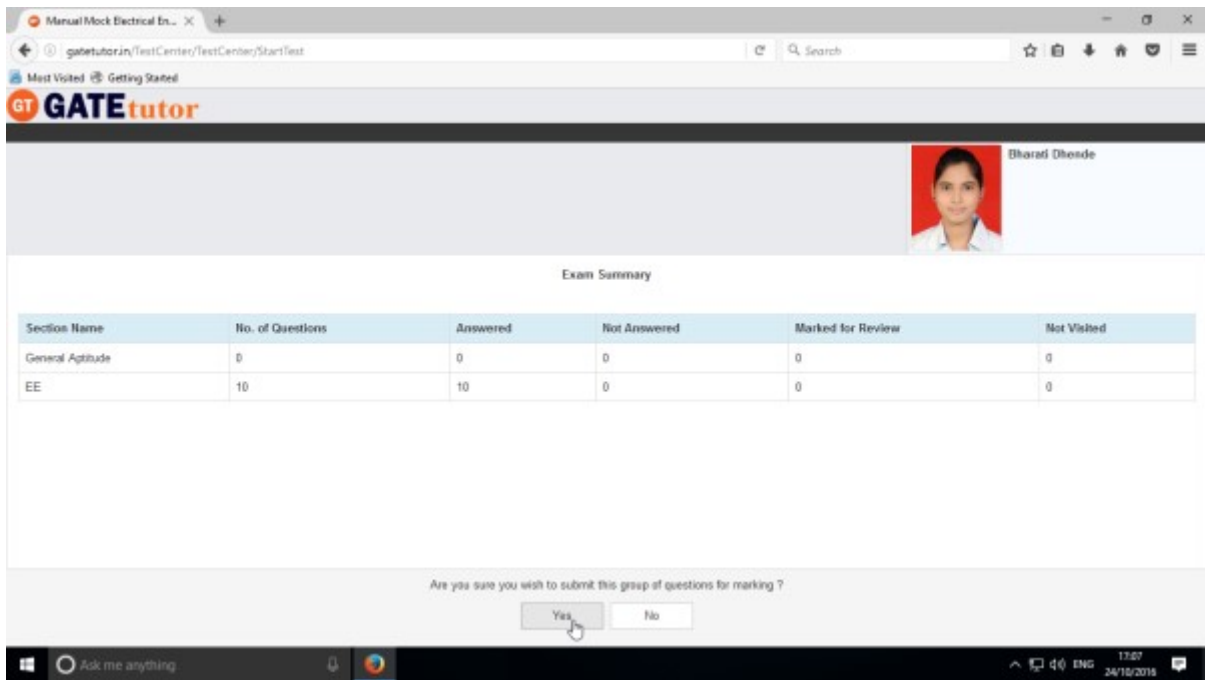 Manual Mock Electrical En...
gatetutor.in/TestCenter/TestCenter/StartTest
Search
Most Visited Getting Started
GT GATEtutor
Bharati Dhende
Exam Summary
Section Name No. of Questions Answered Not Answered Marked for Review Not Visited
General Aptitude 0 0 0 0 0
EE 10 10 0 0 0
Are you sure you wish to submit this group of questions for marking ?
Yes No
Ask me anything ENG 17:07
24/10/2016